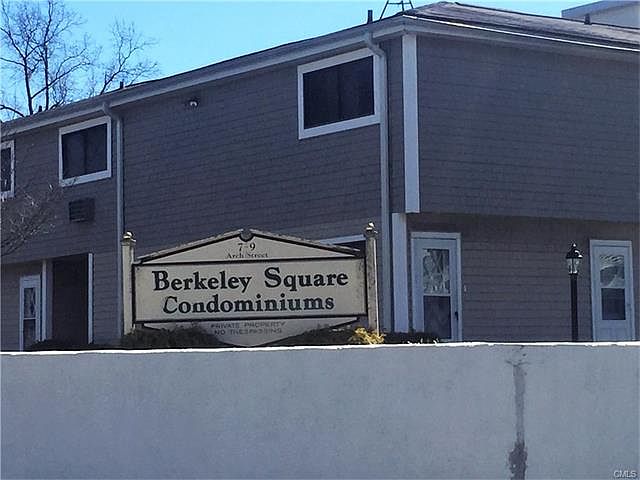 7-9
Arch Street
Berkeley Square
Condominiums
PRIVATE PROPERTY
NO TRESPASSING
CMLS